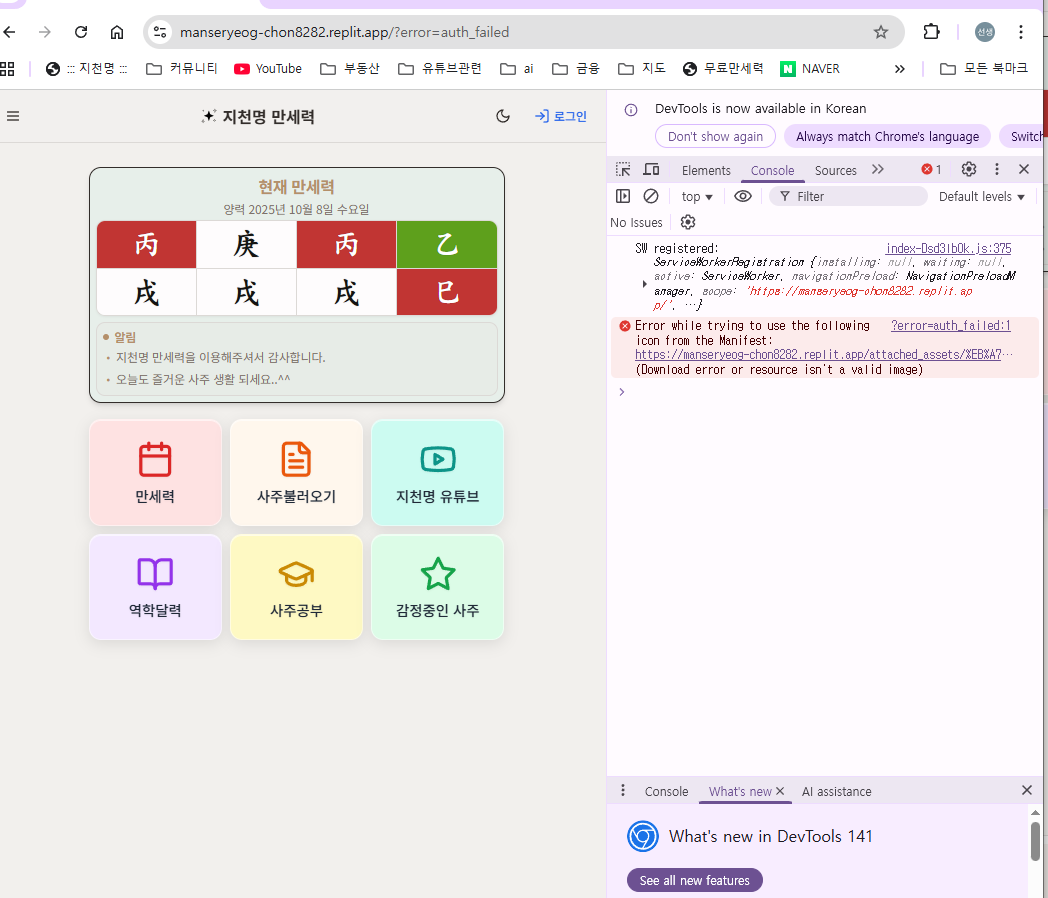 manseryeog-chon8282.replit.app/?error=auth_failed
선생
::: 지천명 :::
커뮤니티
YouTube
부동산
유튜브관련
ai
금융
지도
무료만세력
NAVER
모든 북마크
지천명 만세력
로그인
현재 만세력
양력 2025년 10월 8일 수요일
丙 庚 丙 乙
戌 戌 戌 巳
알림
• 지천명 만세력을 이용해주셔서 감사합니다.
• 오늘도 즐거운 사주 생활 되세요..^^
만세력
사주불러오기
지천명 유튜브
역학달력
사주공부
감정중인 사주
DevTools is now available in Korean
Don't show again
Always match Chrome's language
Switch
Elements
Console
Sources
1
top
Filter
Default levels
No Issues
SW registered: index-Dsd3lbOk.js:375
ServiceWorkerRegistration {installing: null, waiting: null,
active: ServiceWorker, navigationPreload: NavigationPreloadM
anager, scope: 'https://manseryeog-chon8282.replit.ap
p/', …}
Error while trying to use the following ?error=auth_failed:1
icon from the Manifest:
https://manseryeog-chon8282.replit.app/attached_assets/%EB%A7…
(Download error or resource isn't a valid image)
Console
What's new
AI assistance
What's new in DevTools 141
See all new features